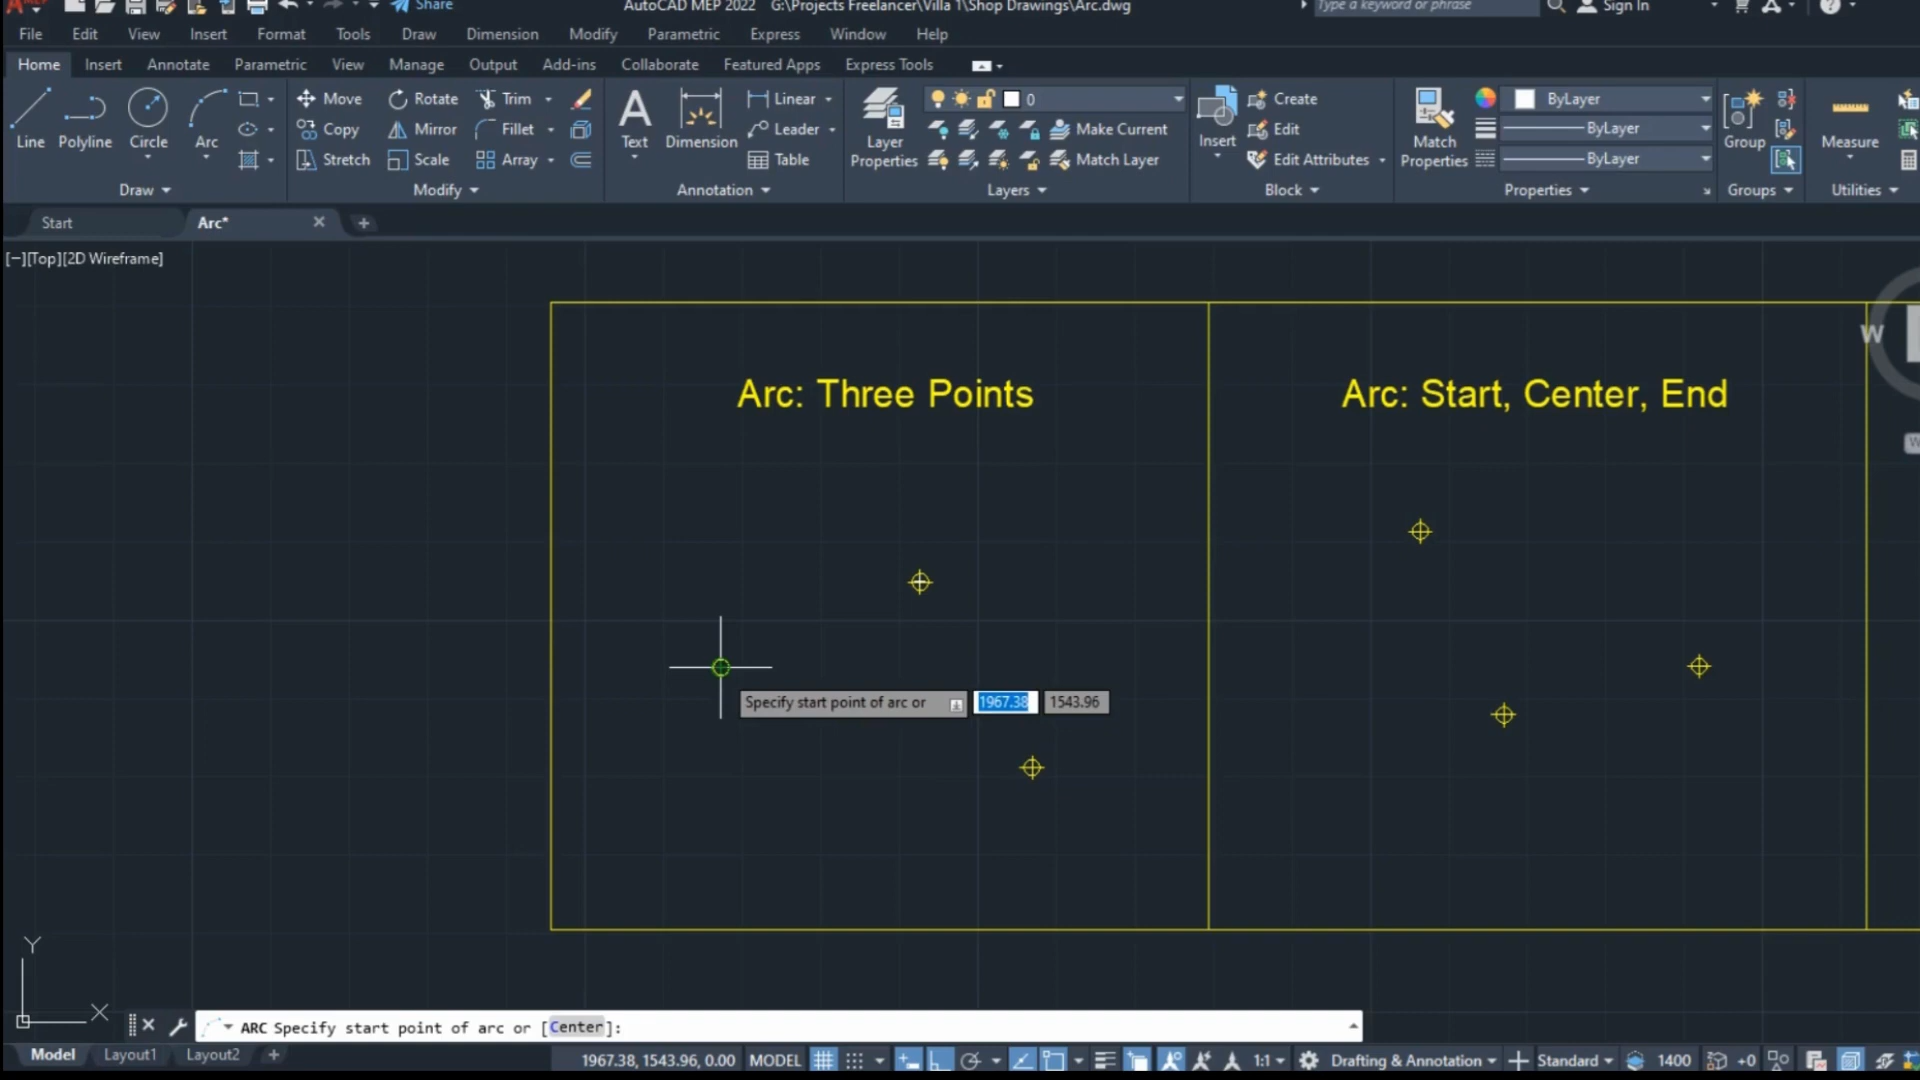 Share
AutoCAD MEP 2022 G:\Projects Freelancer\Villa 1\Shop Drawings\Arc.dwg
Type a keyword or phrase
Sign In
File Edit View Insert Format Tools Draw Dimension Modify Parametric Express Window Help
Home Insert Annotate Parametric View Manage Output Add-ins Collaborate Featured Apps Express Tools
Line Polyline Circle Arc
Move Rotate Trim
Copy Mirror Fillet
Stretch Scale Array
Text Dimension
Linear
Leader
Table
Layer Properties
0
Make Current
Match Layer
Insert
Create
Edit
Edit Attributes
Match Properties
ByLayer
ByLayer
ByLayer
Group
Measure
Draw Modify Annotation Layers Block Properties Groups Utilities
Start Arc*
[−][Top][2D Wireframe]
W
Arc: Three Points Arc: Start, Center, End
Specify start point of arc or 1967.38 1543.96
Y
X
ARC Specify start point of arc or [Center]:
Model Layout1 Layout2 +
1967.38, 1543.96, 0.00 MODEL 1:1 Drafting & Annotation Standard 1400 +0